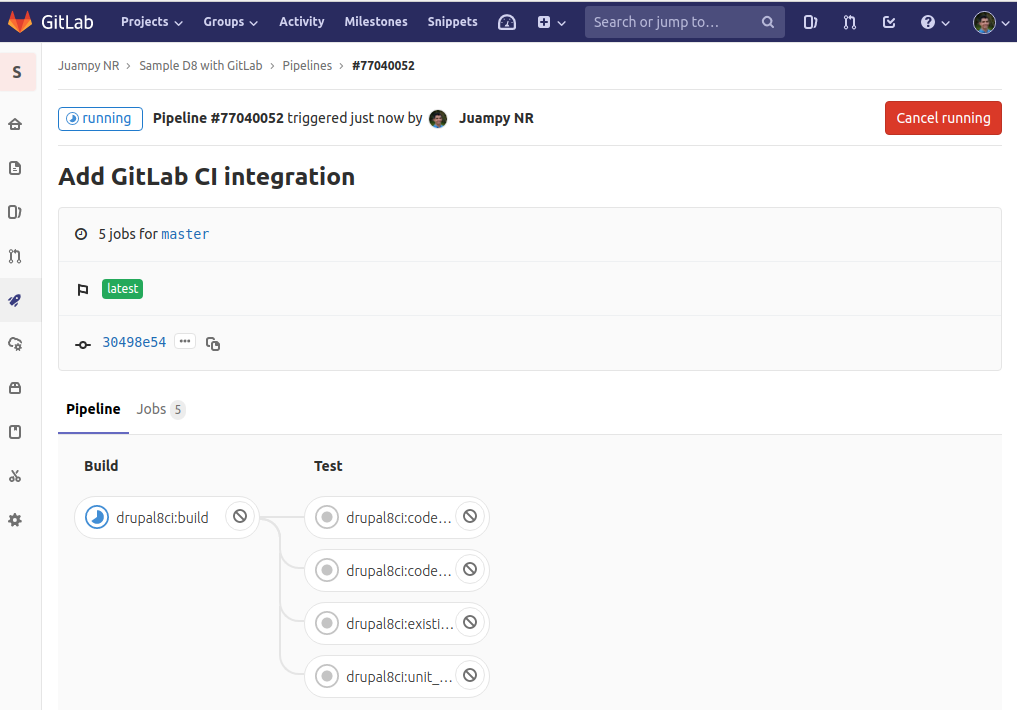 GitLab Projects Groups Activity Milestones Snippets Search or jump to…
S
Juampy NR › Sample D8 with GitLab › Pipelines › #77040052
running Pipeline #77040052 triggered just now by Juampy NR Cancel running
Add GitLab CI integration
5 jobs for master
latest
30498e54 ...
Pipeline Jobs 5
Build Test
drupal8ci:build drupal8ci:code…
drupal8ci:code…
drupal8ci:existi…
drupal8ci:unit_…